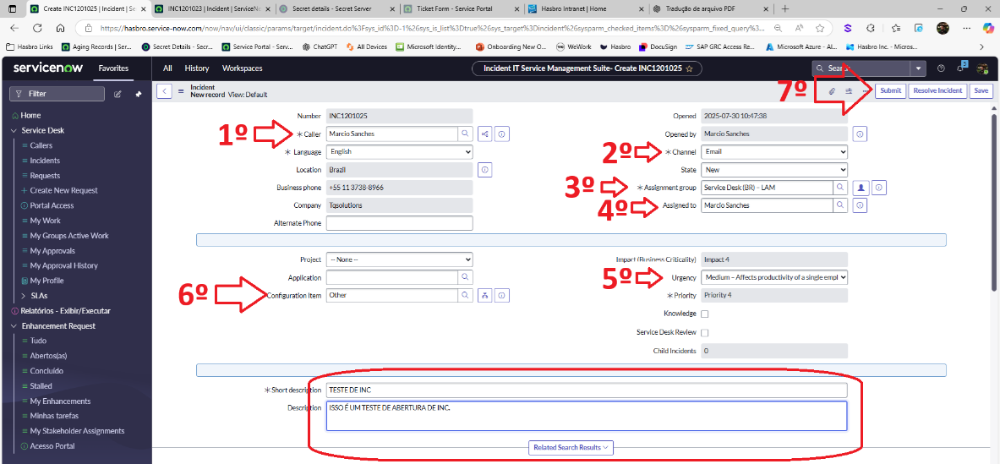 Create INC1201025 | Incident | Se
INC1201023 | Incident | ServiceNo
Secret details - Secret Server
Ticket Form - Service Portal
Hasbro Intranet | Home
Tradução de arquivo PDF
https://hasbro.service-now.com/now/nav/ui/classic/params/target/incident.do%3Fsys_id%3D-1%26sys_is_list%3Dtrue%26sys_target%3Dincident%26sysparm_checked_items%3D%26sysparm_fixed_query%3...
Hasbro Links
Aging Records | Ser...
Secret Details - Secr...
Service Portal - Serv...
ChatGPT
All Devices
Microsoft Identity...
Onboarding New O...
WeWork
Hasbro
DocuSign
SAP GRC Access Re...
Microsoft Azure - Al...
Hasbro Inc. - Micros...
servicenow
Favorites
All
History
Workspaces
Incident IT Service Management Suite- Create INC1201025
Search
Filter
Incident
New record View: Default
7º
Submit
Resolve Incident
Save
Home
Service Desk
Callers
Incidents
Requests
Create New Request
Portal Access
My Work
My Groups Active Work
My Approvals
My Approval History
My Profile
SLAs
Relatórios - Exibir/Executar
Enhancement Request
Tudo
Abertos(as)
Concluído
Stalled
My Enhancements
Minhas tarefas
My Stakeholder Assignments
Acesso Portal
Number INC1201025
1º Caller Marcio Sanches
Language English
Location Brazil
Business phone +55 11 3738-8966
Company Tqsolutions
Alternate Phone
Opened 2025-07-30 10:47:38
Opened by Marcio Sanches
2º Channel Email
State New
3º Assignment group Service Desk (BR) – LAM
4º Assigned to Marcio Sanches
Project -- None --
Application
6º Configuration Item Other
Impact (Business Criticality) Impact 4
5º Urgency Medium – Affects productivity of a single empl
Priority Priority 4
Knowledge
Service Desk Review
Child Incidents 0
Short description TESTE DE INC
Description ISSO É UM TESTE DE ABERTURA DE INC.
Related Search Results